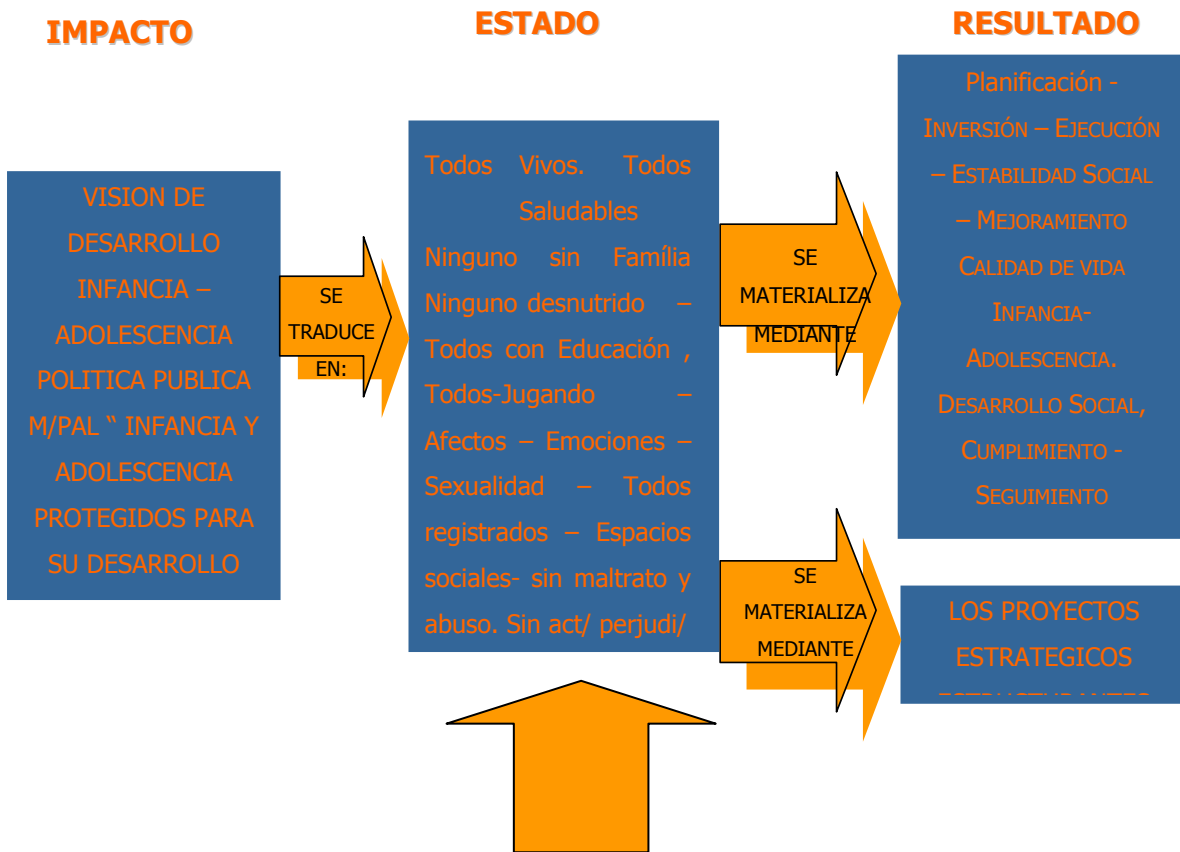 IMPACTO
ESTADO
RESULTADO
VISION DE
DESARROLLO
INFANCIA –
ADOLESCENCIA
POLITICA PUBLICA
M/PAL “ INFANCIA Y
ADOLESCENCIA
PROTEGIDOS PARA
SU DESARROLLO
SE
TRADUCE
EN:
Todos Vivos. Todos
Saludables
Ninguno sin Família
Ninguno desnutrido –
Todos con Educación ,
Todos-Jugando –
Afectos – Emociones –
Sexualidad – Todos
registrados – Espacios
sociales- sin maltrato y
abuso. Sin act/ perjudi/
SE
MATERIALIZA
MEDIANTE
Planificación -
INVERSIÓN – EJECUCIÓN
– ESTABILIDAD SOCIAL
– MEJORAMIENTO
CALIDAD DE VIDA
INFANCIA-
ADOLESCENCIA.
DESARROLLO SOCIAL,
CUMPLIMIENTO -
SEGUIMIENTO
SE
MATERIALIZA
MEDIANTE
LOS PROYECTOS
ESTRATEGICOS